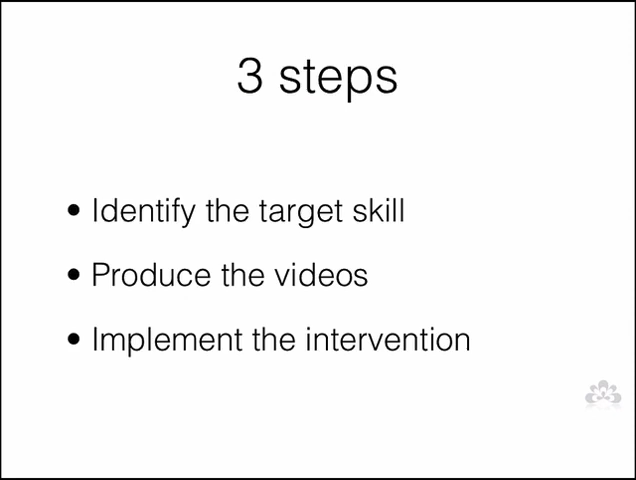 3 steps
• Identify the target skill
• Produce the videos
• Implement the intervention